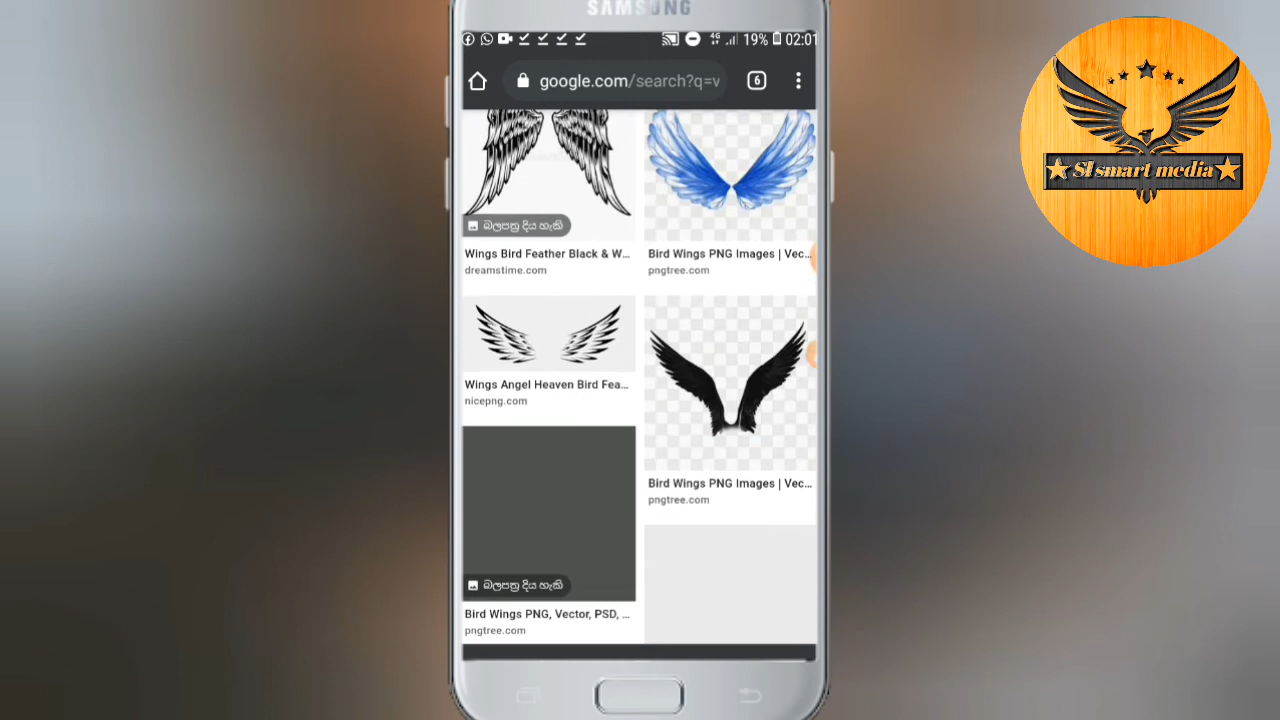 SAMSUNG
4G 19% 02:01
google.com/search?q=v
6
බලපත්‍ර දිය හැකි
Wings Bird Feather Black & W...
dreamstime.com
Bird Wings PNG Images | Vec...
pngtree.com
Wings Angel Heaven Bird Fea...
nicepng.com
Bird Wings PNG Images | Vec...
pngtree.com
බලපත්‍ර දිය හැකි
Bird Wings PNG, Vector, PSD, ...
pngtree.com
Sl smart media